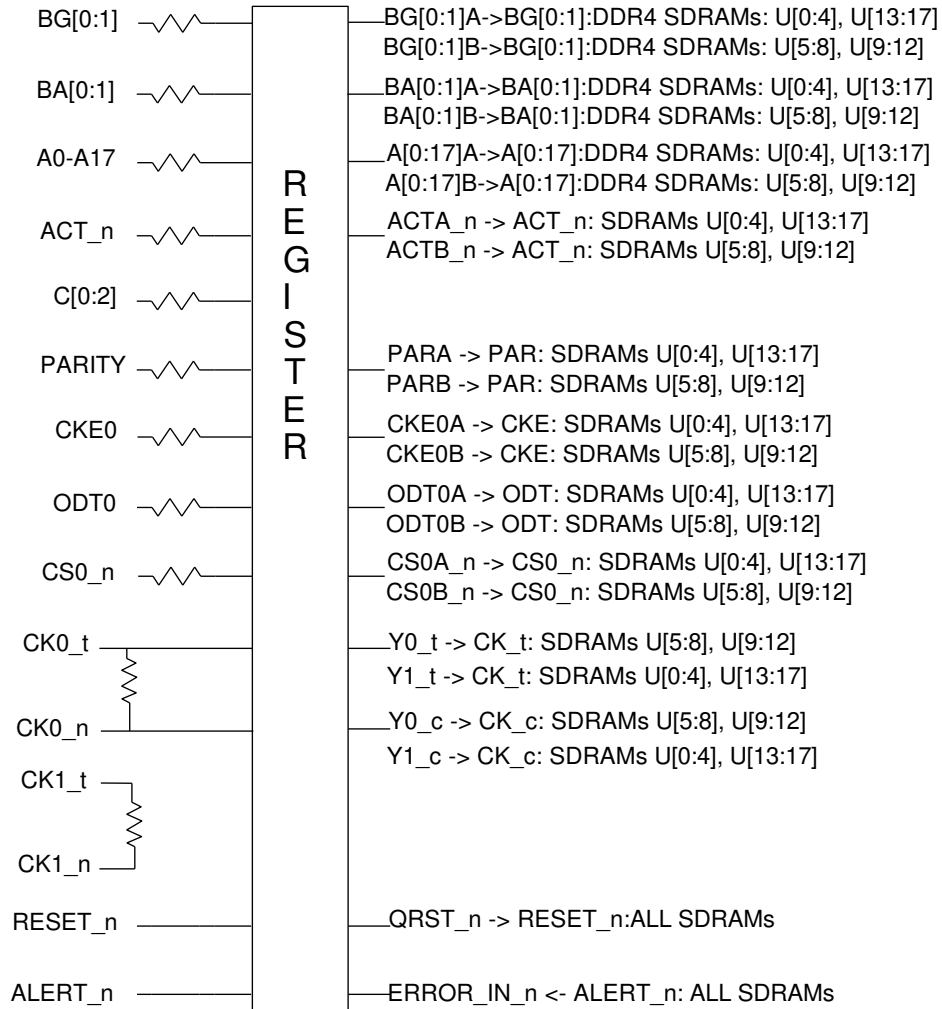 BG[0:1]
BG[0:1]A->BG[0:1]:DDR4 SDRAMs: U[0:4], U[13:17]
BG[0:1]B->BG[0:1]:DDR4 SDRAMs: U[5:8], U[9:12]
BA[0:1]
BA[0:1]A->BA[0:1]:DDR4 SDRAMs: U[0:4], U[13:17]
BA[0:1]B->BA[0:1]:DDR4 SDRAMs: U[5:8], U[9:12]
A0-A17
A[0:17]A->A[0:17]:DDR4 SDRAMs: U[0:4], U[13:17]
A[0:17]B->A[0:17]:DDR4 SDRAMs: U[5:8], U[9:12]
REGISTER
ACT_n
ACTA_n -> ACT_n: SDRAMs U[0:4], U[13:17]
ACTB_n -> ACT_n: SDRAMs U[5:8], U[9:12]
C[0:2]
PARITY
PARA -> PAR: SDRAMs U[0:4], U[13:17]
PARB -> PAR: SDRAMs U[5:8], U[9:12]
CKE0
CKE0A -> CKE: SDRAMs U[0:4], U[13:17]
CKE0B -> CKE: SDRAMs U[5:8], U[9:12]
ODT0
ODT0A -> ODT: SDRAMs U[0:4], U[13:17]
ODT0B -> ODT: SDRAMs U[5:8], U[9:12]
CS0_n
CS0A_n -> CS0_n: SDRAMs U[0:4], U[13:17]
CS0B_n -> CS0_n: SDRAMs U[5:8], U[9:12]
CK0_t
Y0_t -> CK_t: SDRAMs U[5:8], U[9:12]
Y1_t -> CK_t: SDRAMs U[0:4], U[13:17]
CK0_n
Y0_c -> CK_c: SDRAMs U[5:8], U[9:12]
Y1_c -> CK_c: SDRAMs U[0:4], U[13:17]
CK1_t
CK1_n
RESET_n
QRST_n -> RESET_n:ALL SDRAMs
ALERT_n
ERROR_IN_n <- ALERT_n: ALL SDRAMs